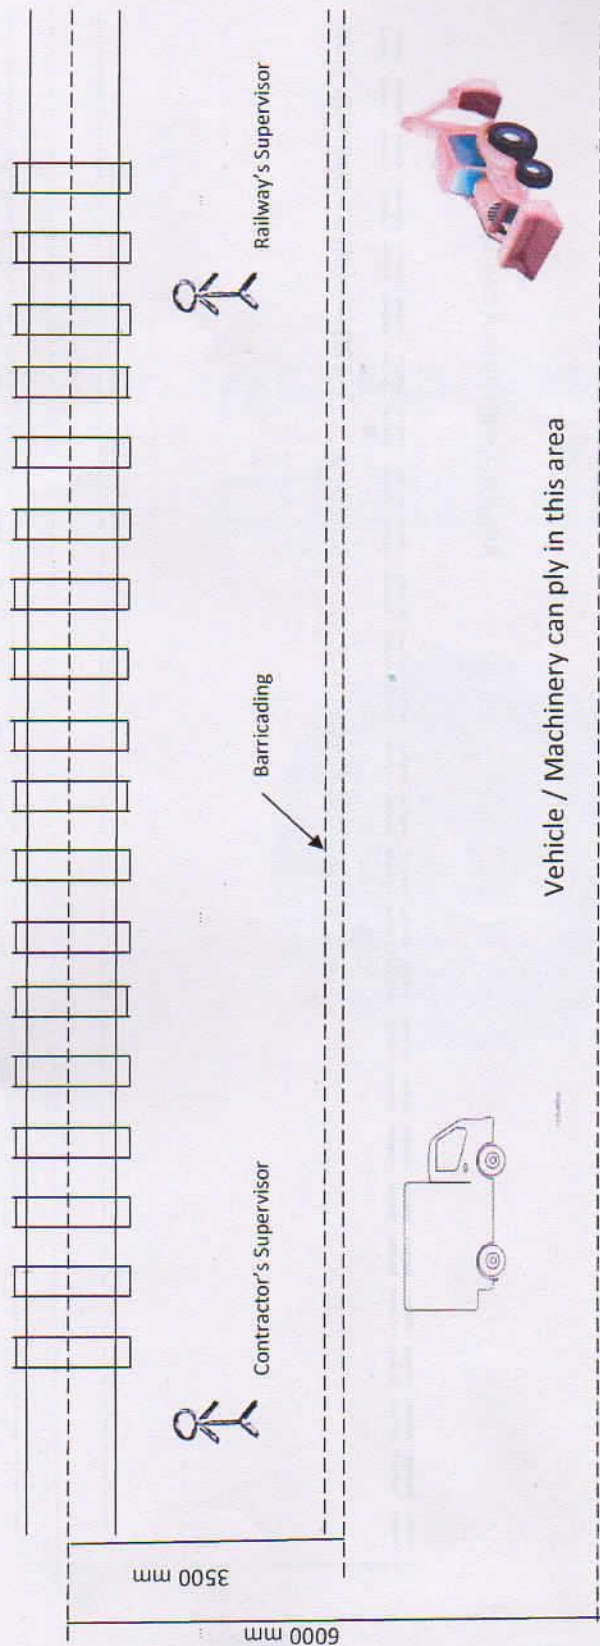 Railway's Supervisor
Contractor's Supervisor
Barricading
Vehicle / Machinery can ply in this area
3500 mm
6000 mm